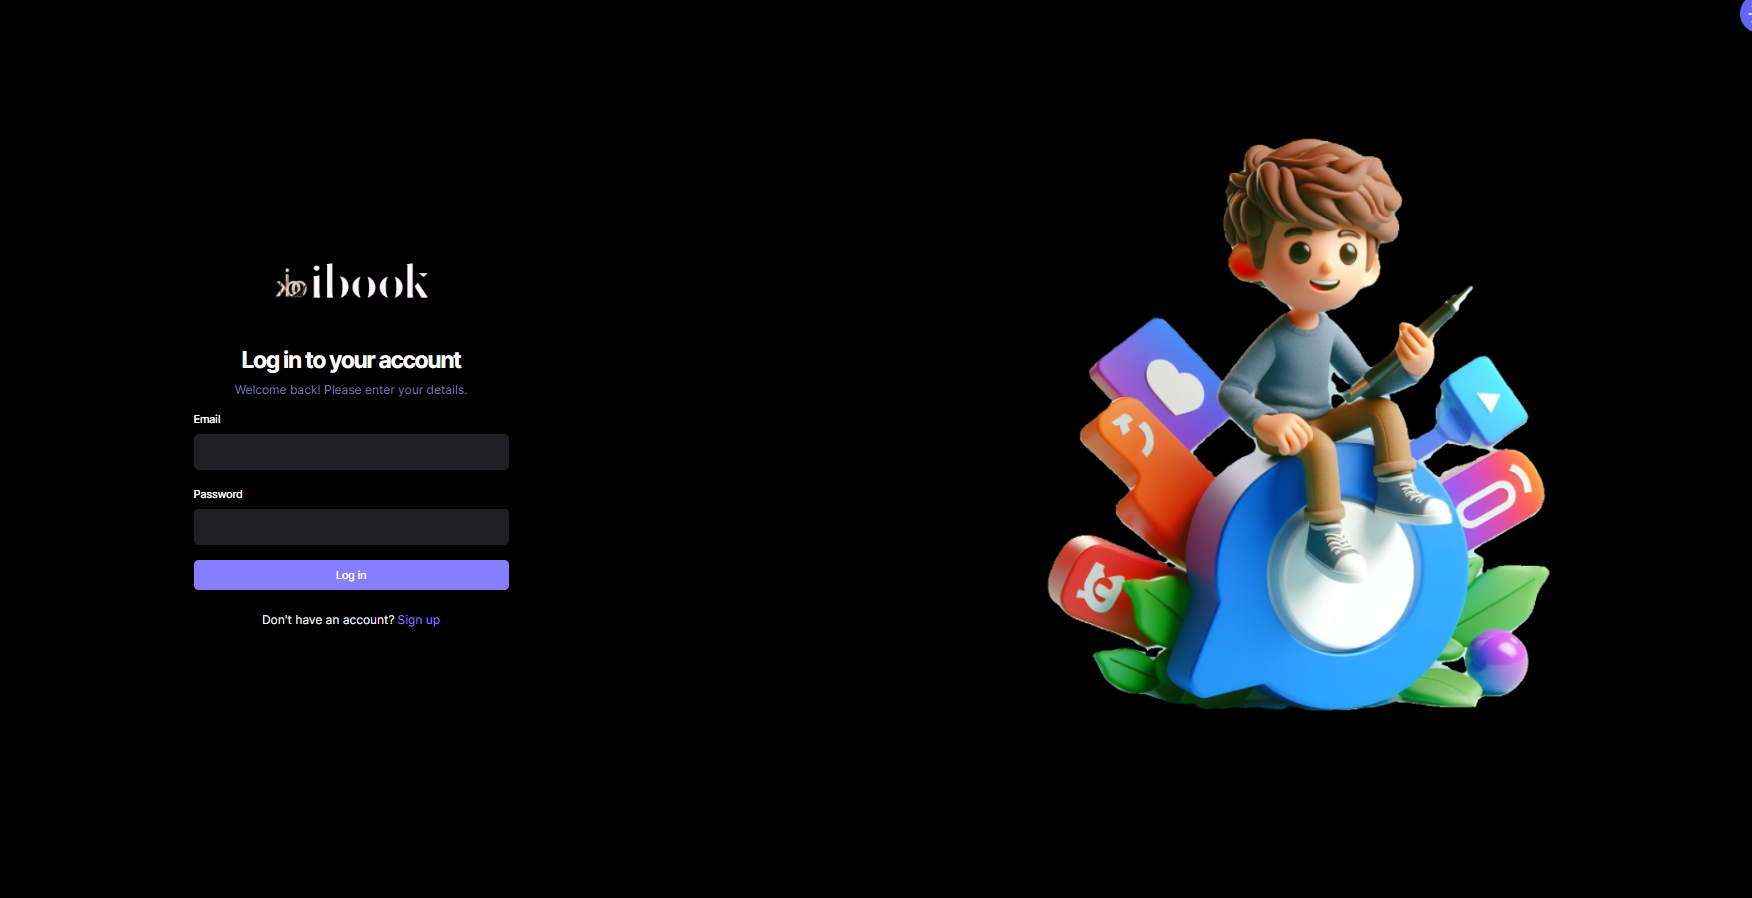 ibook
Log in to your account
Welcome back! Please enter your details.
Email
Password
Log in
Don't have an account? Sign up